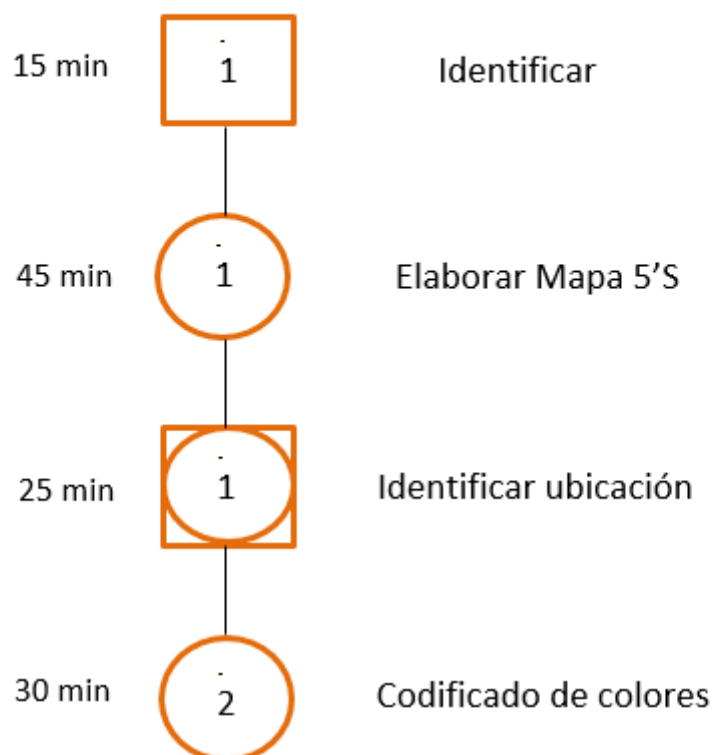 15 min 1 Identificar
45 min 1 Elaborar Mapa 5’S
25 min 1 Identificar ubicación
30 min 2 Codificado de colores